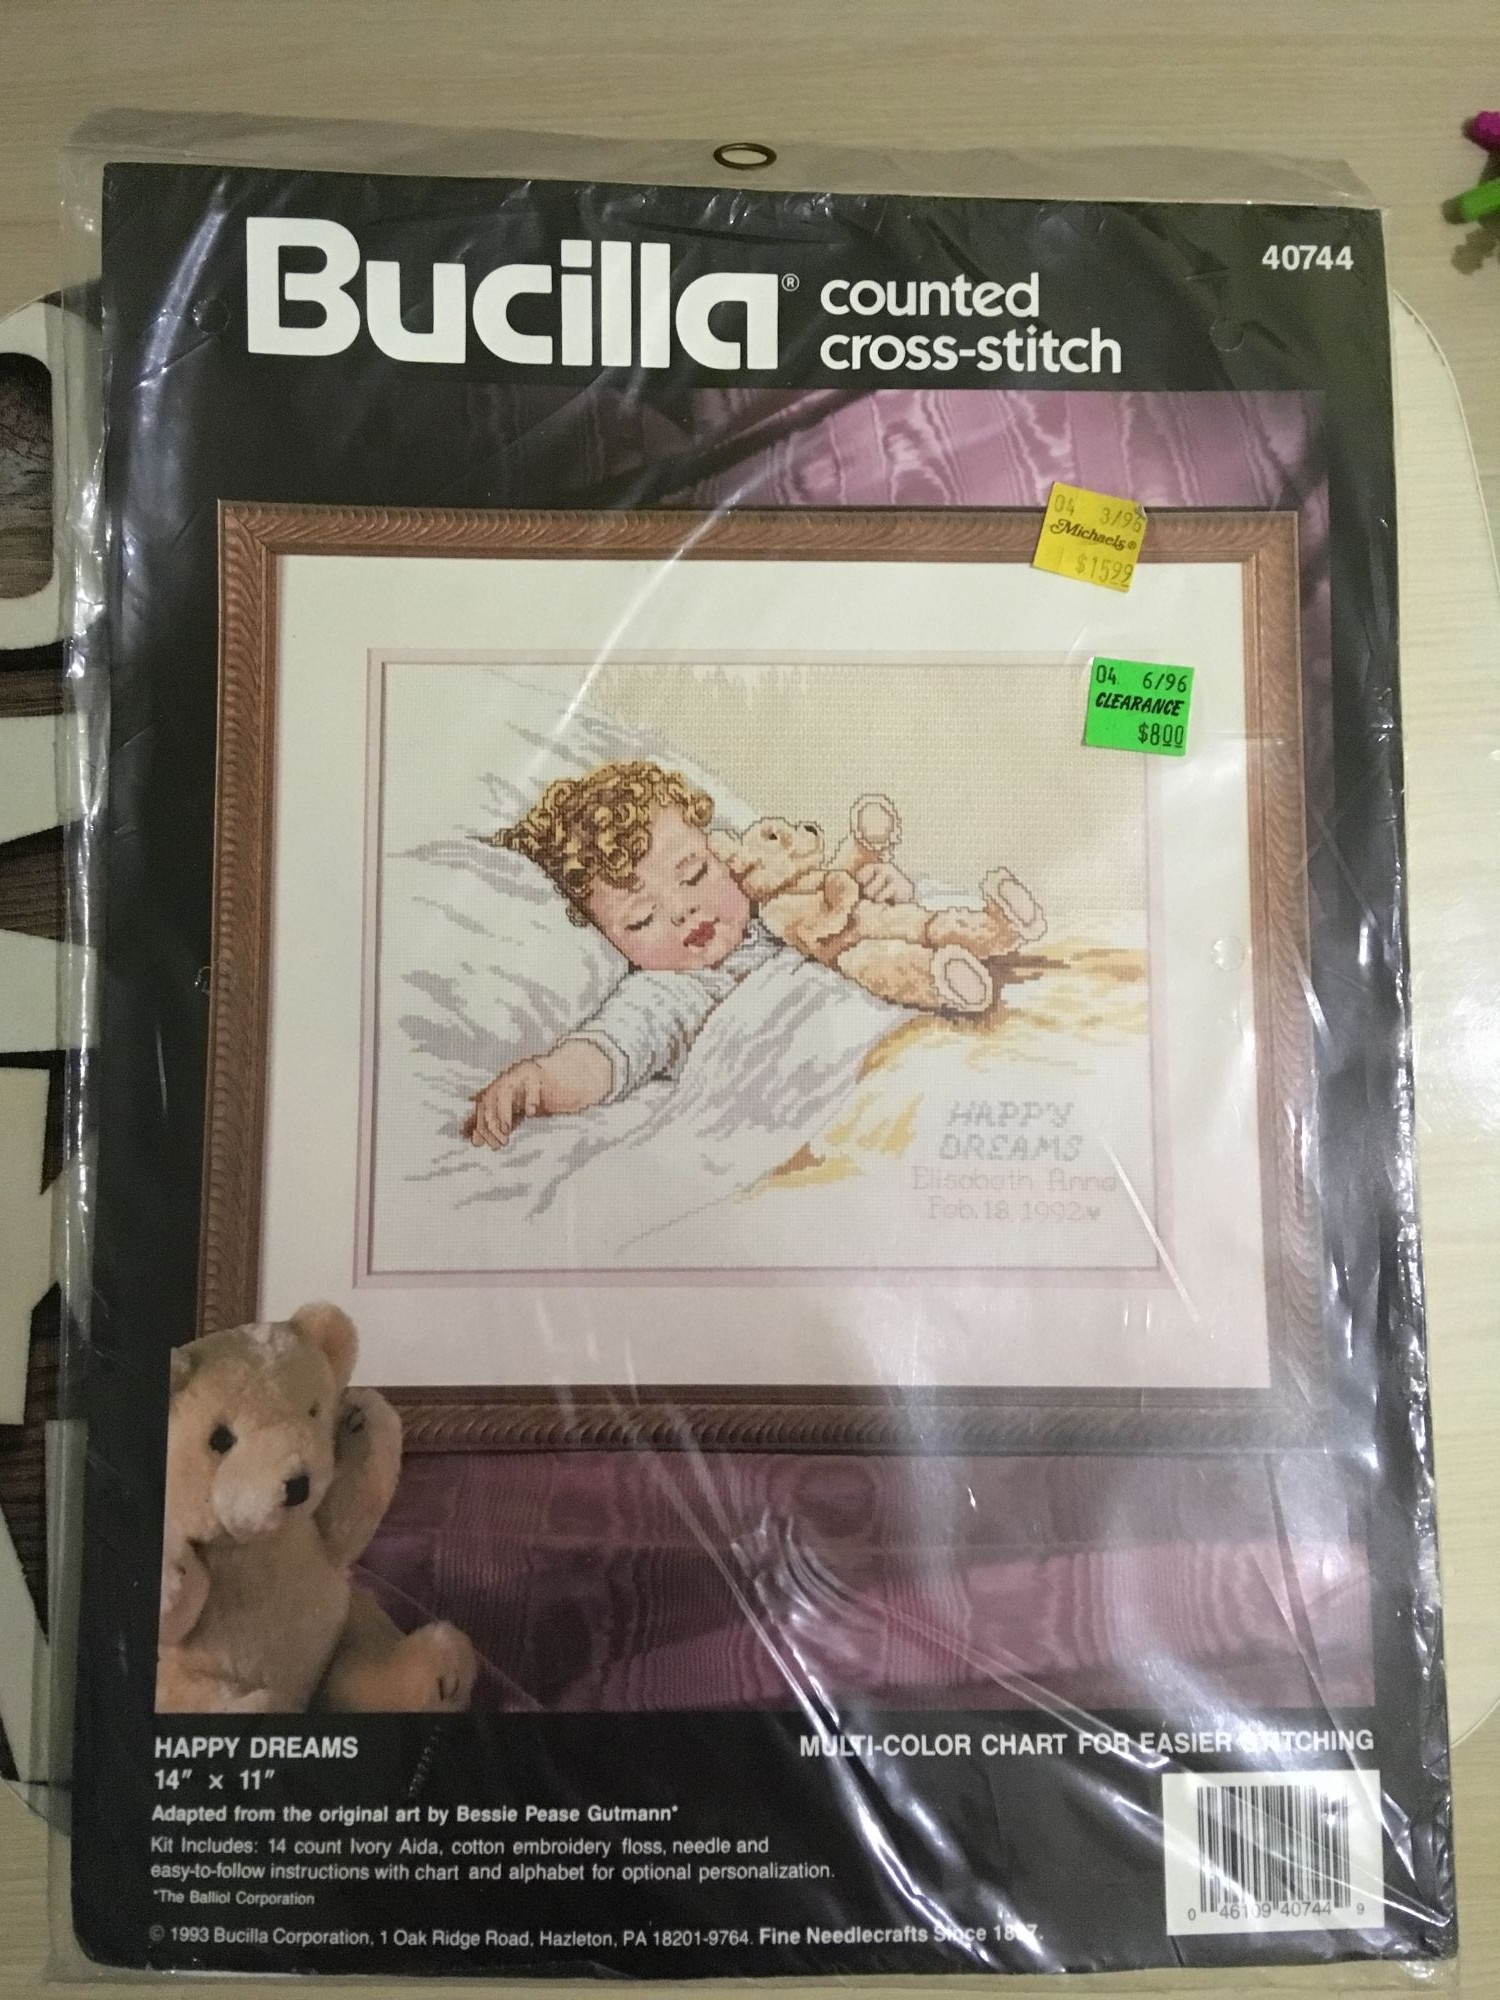 Bucilla® counted
cross-stitch
40744
04 3/96
Michaels®
$15.99
04 6/96
CLEARANCE
$8.00
HAPPY
DREAMS
Elisabeth Anne
Feb. 18, 1992 ♥
HAPPY DREAMS
14" x 11"
MULTI-COLOR CHART FOR EASIER STITCHING
Adapted from the original art by Bessie Pease Gutmann*
Kit Includes: 14 count Ivory Aida, cotton embroidery floss, needle and
easy-to-follow instructions with chart and alphabet for optional personalization.
*The Balliol Corporation
© 1993 Bucilla Corporation, 1 Oak Ridge Road, Hazleton, PA 18201-9764. Fine Needlecrafts Since
0 46109 40744 9